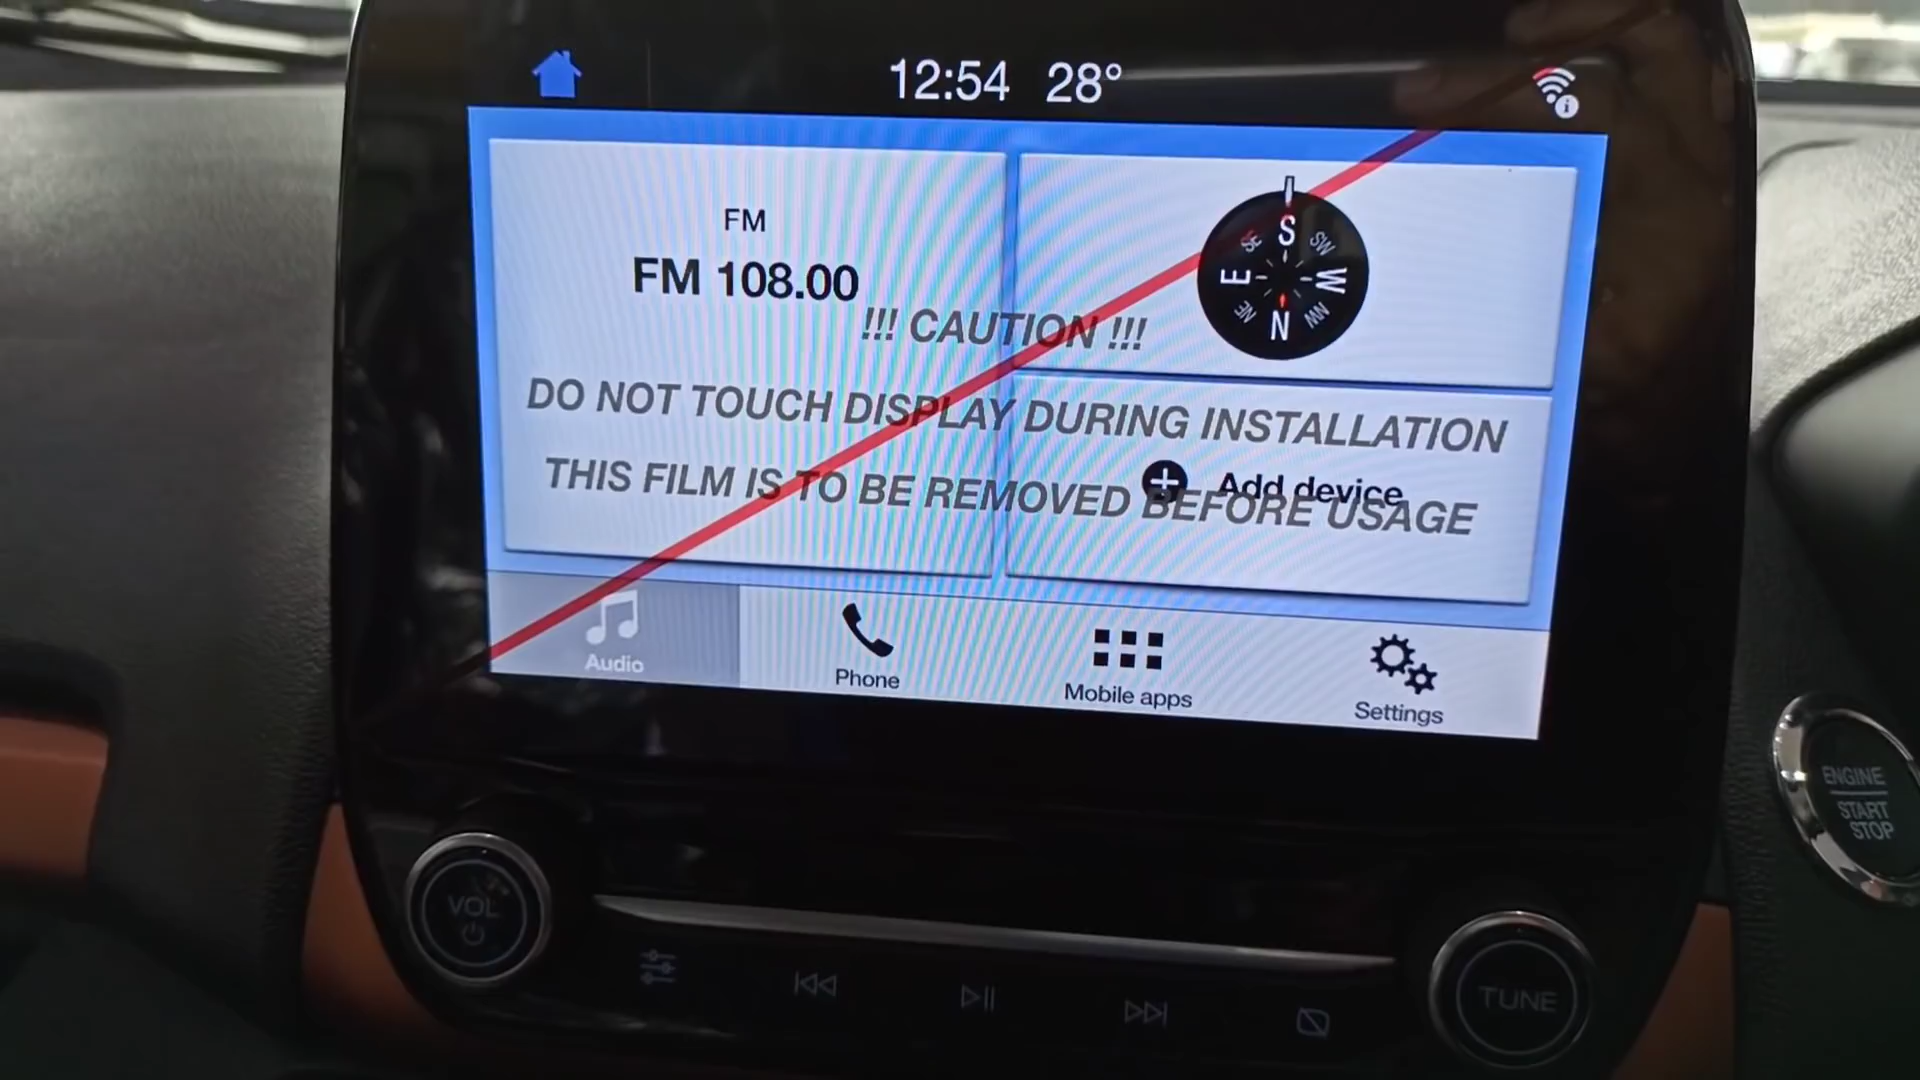 12:54 28°
FM
FM 108.00
S
SE
SW
E
W
NE
NW
N
!!! CAUTION !!!
DO NOT TOUCH DISPLAY DURING INSTALLATION
Add device
THIS FILM IS TO BE REMOVED BEFORE USAGE
Audio
Phone
Mobile apps
Settings
ENGINE
START
STOP
VOL
TUNE